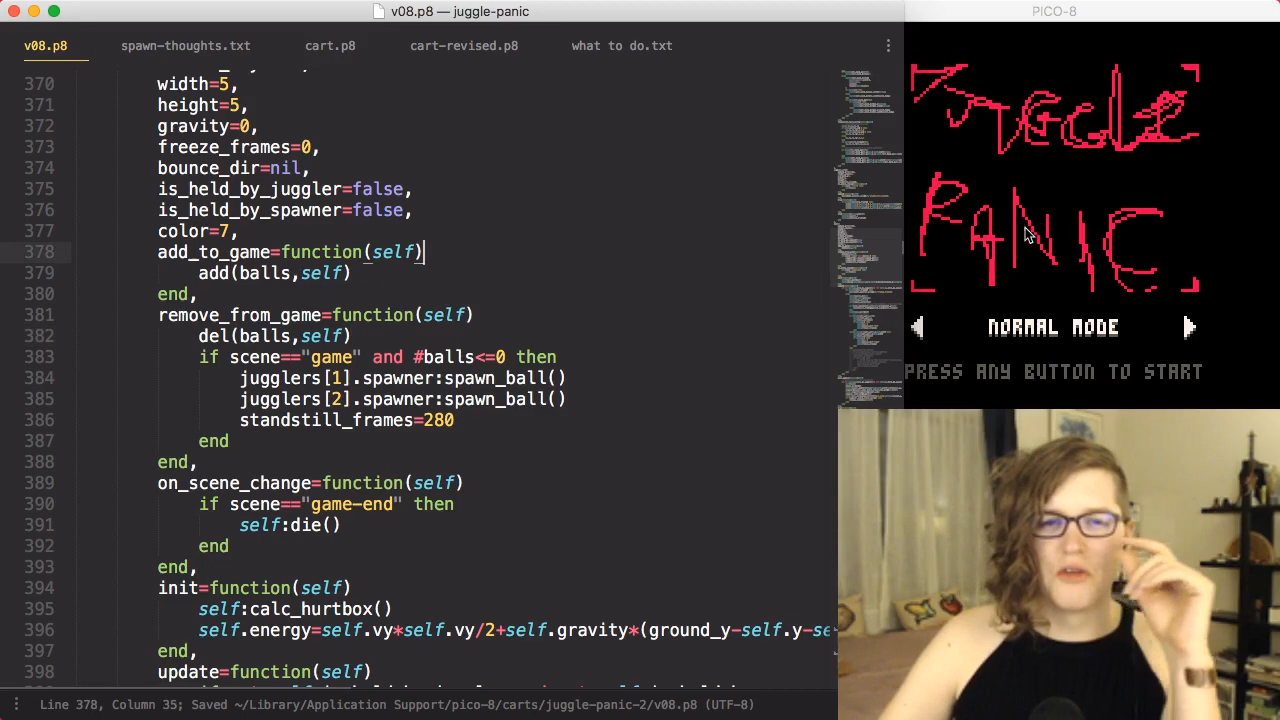 v08.p8 — juggle-panic
PICO-8
v08.p8
spawn-thoughts.txt
cart.p8
cart-revised.p8
what to do.txt
370 width=5,
371 height=5,
372 gravity=0,
373 freeze_frames=0,
374 bounce_dir=nil,
375 is_held_by_juggler=false,
376 is_held_by_spawner=false,
377 color=7,
378 add_to_game=function(self)
379 add(balls,self)
380 end,
381 remove_from_game=function(self)
382 del(balls,self)
383 if scene=="game" and #balls<=0 then
384 jugglers[1].spawner:spawn_ball()
385 jugglers[2].spawner:spawn_ball()
386 standstill_frames=280
387 end
388 end,
389 on_scene_change=function(self)
390 if scene=="game-end" then
391 self:die()
392 end
393 end,
394 init=function(self)
395 self:calc_hurtbox()
396 self.energy=self.vy*self.vy/2+self.gravity*(ground_y-self.y-se
397 end,
398 update=function(self)
Line 378, Column 35; Saved ~/Library/Application Support/pico-8/carts/juggle-panic-2/v08.p8 (UTF-8)
JuGGLE
PANIC
NORMAL MODE
PRESS ANY BUTTON TO START